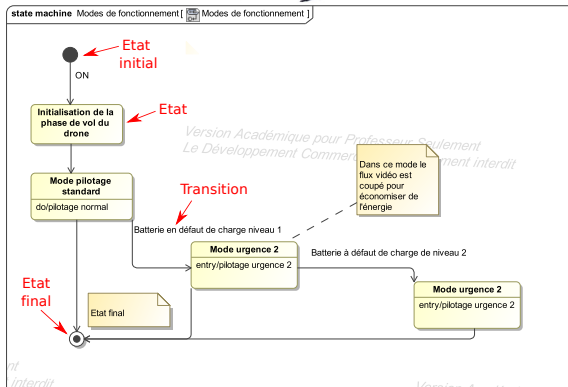 state machine Modes de fonctionnement[ Modes de fonctionnement ]
Etat
initial
ON
Initialisation de la
phase de vol du
drone
Etat
Version Académique pour Professeur Seulement
Le Développement Commer ment interdit
Dans ce mode le
flux vidéo est
coupé pour
économiser de
l'énergie
Mode pilotage
standard
do/pilotage normal
Transition
Batterie en défaut de charge niveau 1
Mode urgence 2
entry/pilotage urgence 2
Batterie à défaut de charge de niveau 2
Mode urgence 2
entry/pilotage urgence 2
Etat
final
Etat final
nt
interdit